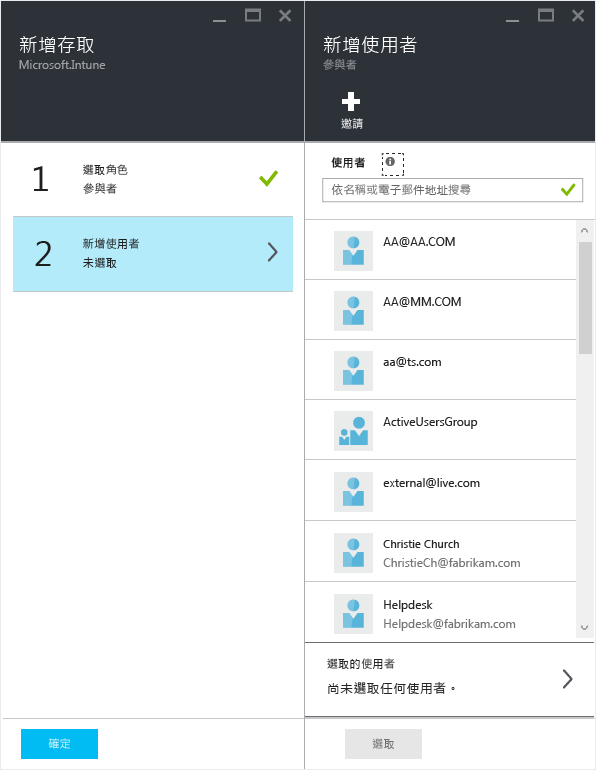 新增存取
Microsoft.Intune
1
選取角色
參與者
2
新增使用者
未選取
確定
新增使用者
參與者
邀請
使用者
依名稱或電子郵件地址搜尋
AA@AA.COM
AA@MM.COM
aa@ts.com
ActiveUsersGroup
external@live.com
Christie Church
ChristieCh@fabrikam.com
Helpdesk
Helpdesk@fabrikam.com
選取的使用者
尚未選取任何使用者。
選取